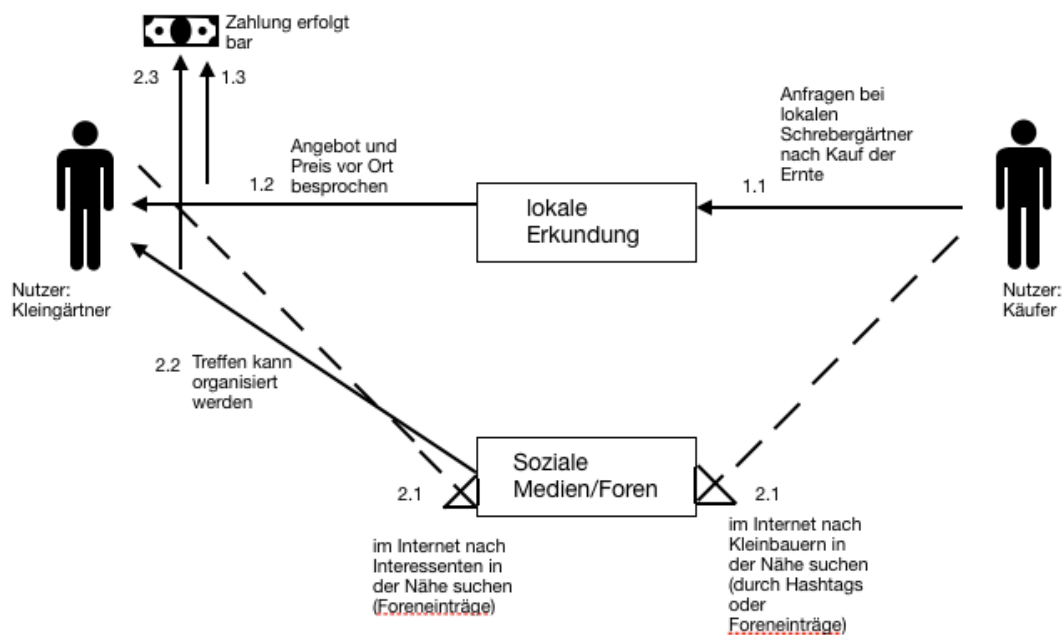 Zahlung erfolgt
bar
2.3
1.3
Anfragen bei
lokalen
Schrebergärtner
nach Kauf der
Ernte
Angebot und
Preis vor Ort
besprochen
1.2
1.1
lokale
Erkundung
Nutzer:
Kleingärtner
Nutzer:
Käufer
2.2
Treffen kann
organisiert
werden
Soziale
Medien/Foren
2.1
2.1
im Internet nach
Interessenten in
der Nähe suchen
(Foreneinträge)
im Internet nach
Kleinbauern in
der Nähe suchen
(durch Hashtags
oder
Foreneinträge)